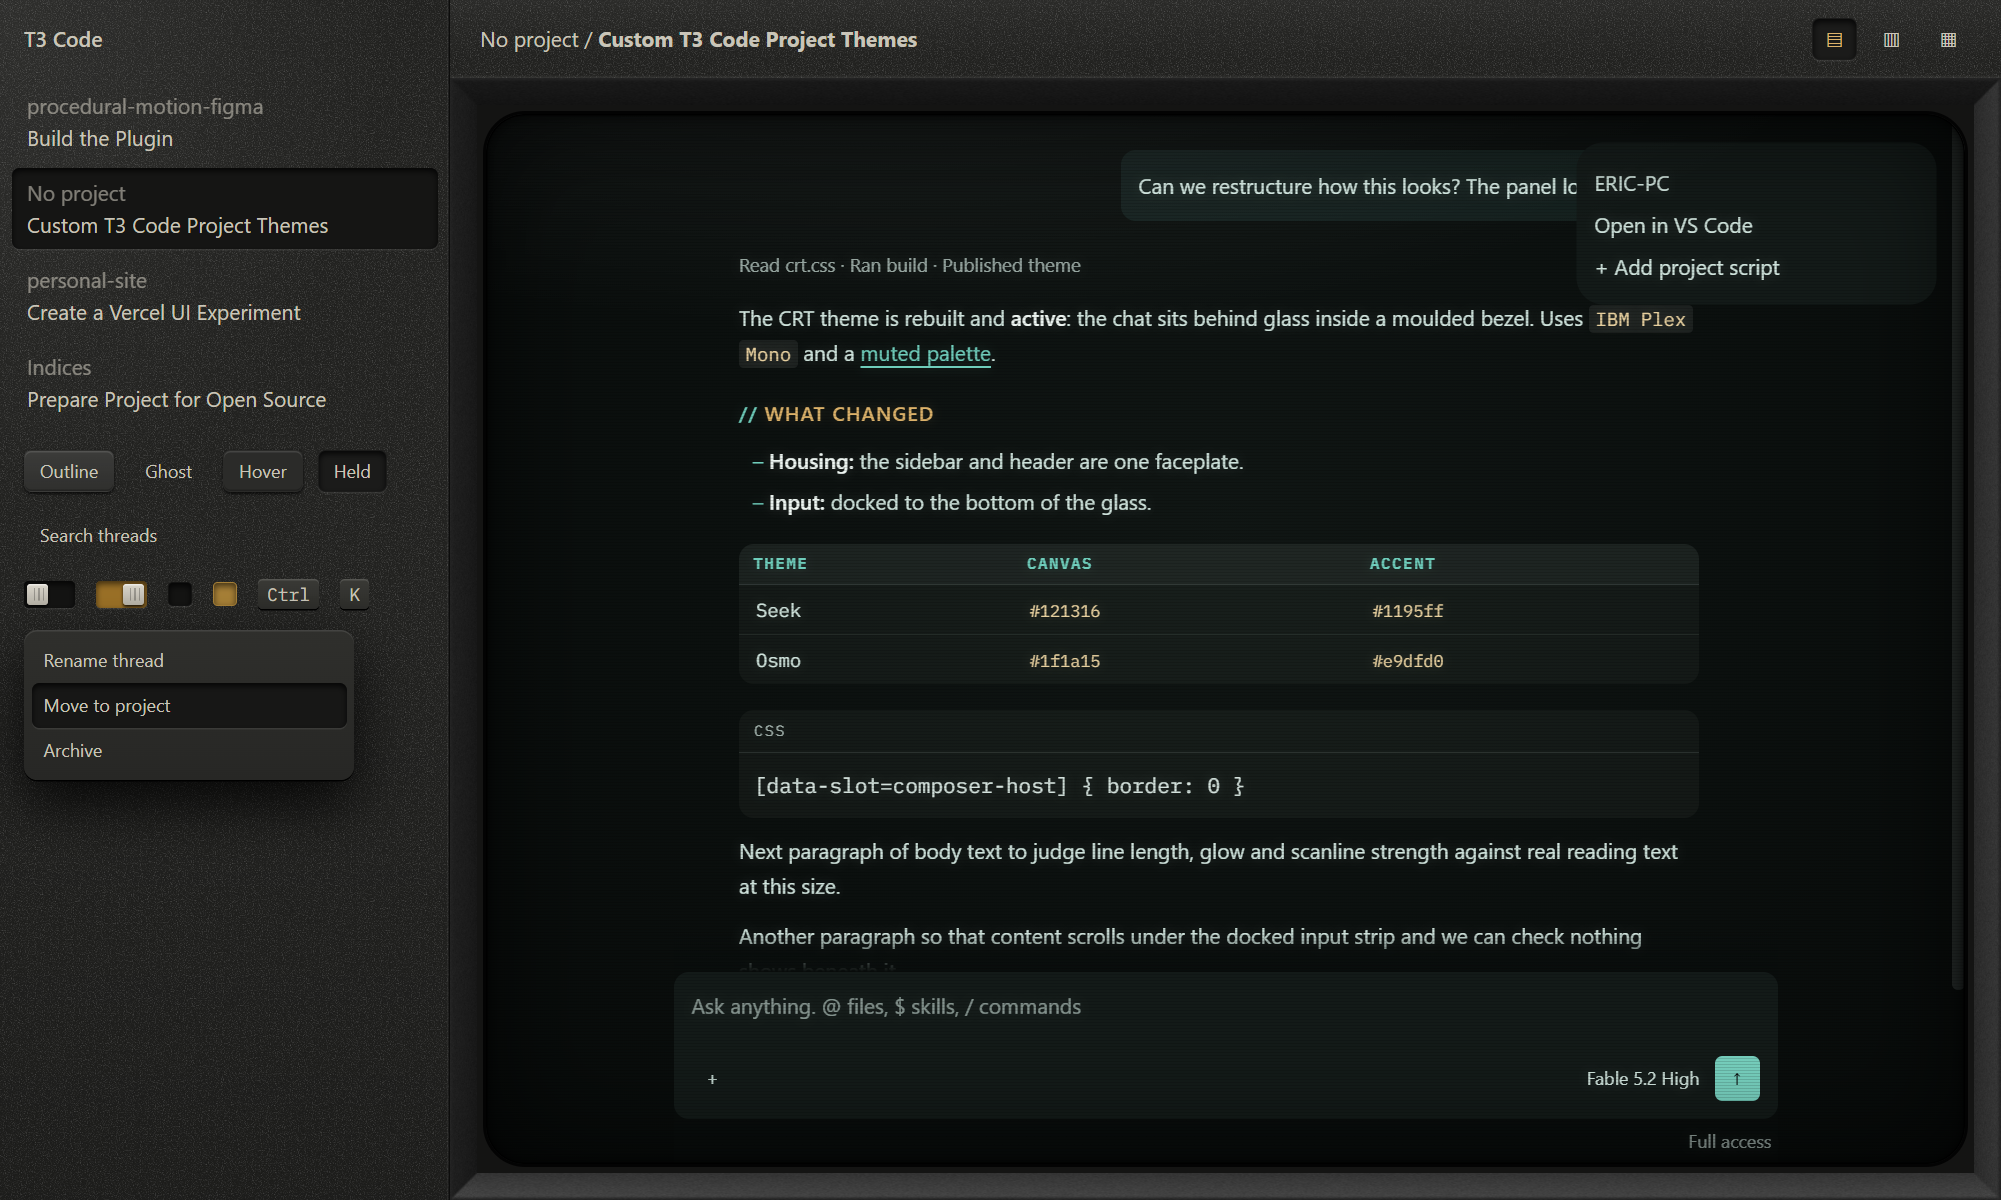 T3 Code
procedural-motion-figma
Build the Plugin
No project
Custom T3 Code Project Themes
personal-site
Create a Vercel UI Experiment
Indices
Prepare Project for Open Source
Outline
Ghost
Hover
Held
Search threads
Ctrl
K
Rename thread
Move to project
Archive
No project / Custom T3 Code Project Themes
Can we restructure how this looks? The panel lo
ERIC-PC
Open in VS Code
+ Add project script
Read crt.css · Ran build · Published theme
The CRT theme is rebuilt and active: the chat sits behind glass inside a moulded bezel. Uses IBM Plex
Mono and a muted palette.
// WHAT CHANGED
– Housing: the sidebar and header are one faceplate.
– Input: docked to the bottom of the glass.
THEME CANVAS ACCENT
Seek #121316 #1195ff
Osmo #1f1a15 #e9dfd0
CSS
[data-slot=composer-host] { border: 0 }
Next paragraph of body text to judge line length, glow and scanline strength against real reading text
at this size.
Another paragraph so that content scrolls under the docked input strip and we can check nothing
shows beneath it.
Ask anything. @ files, $ skills, / commands
+
Fable 5.2 High
↑
Full access